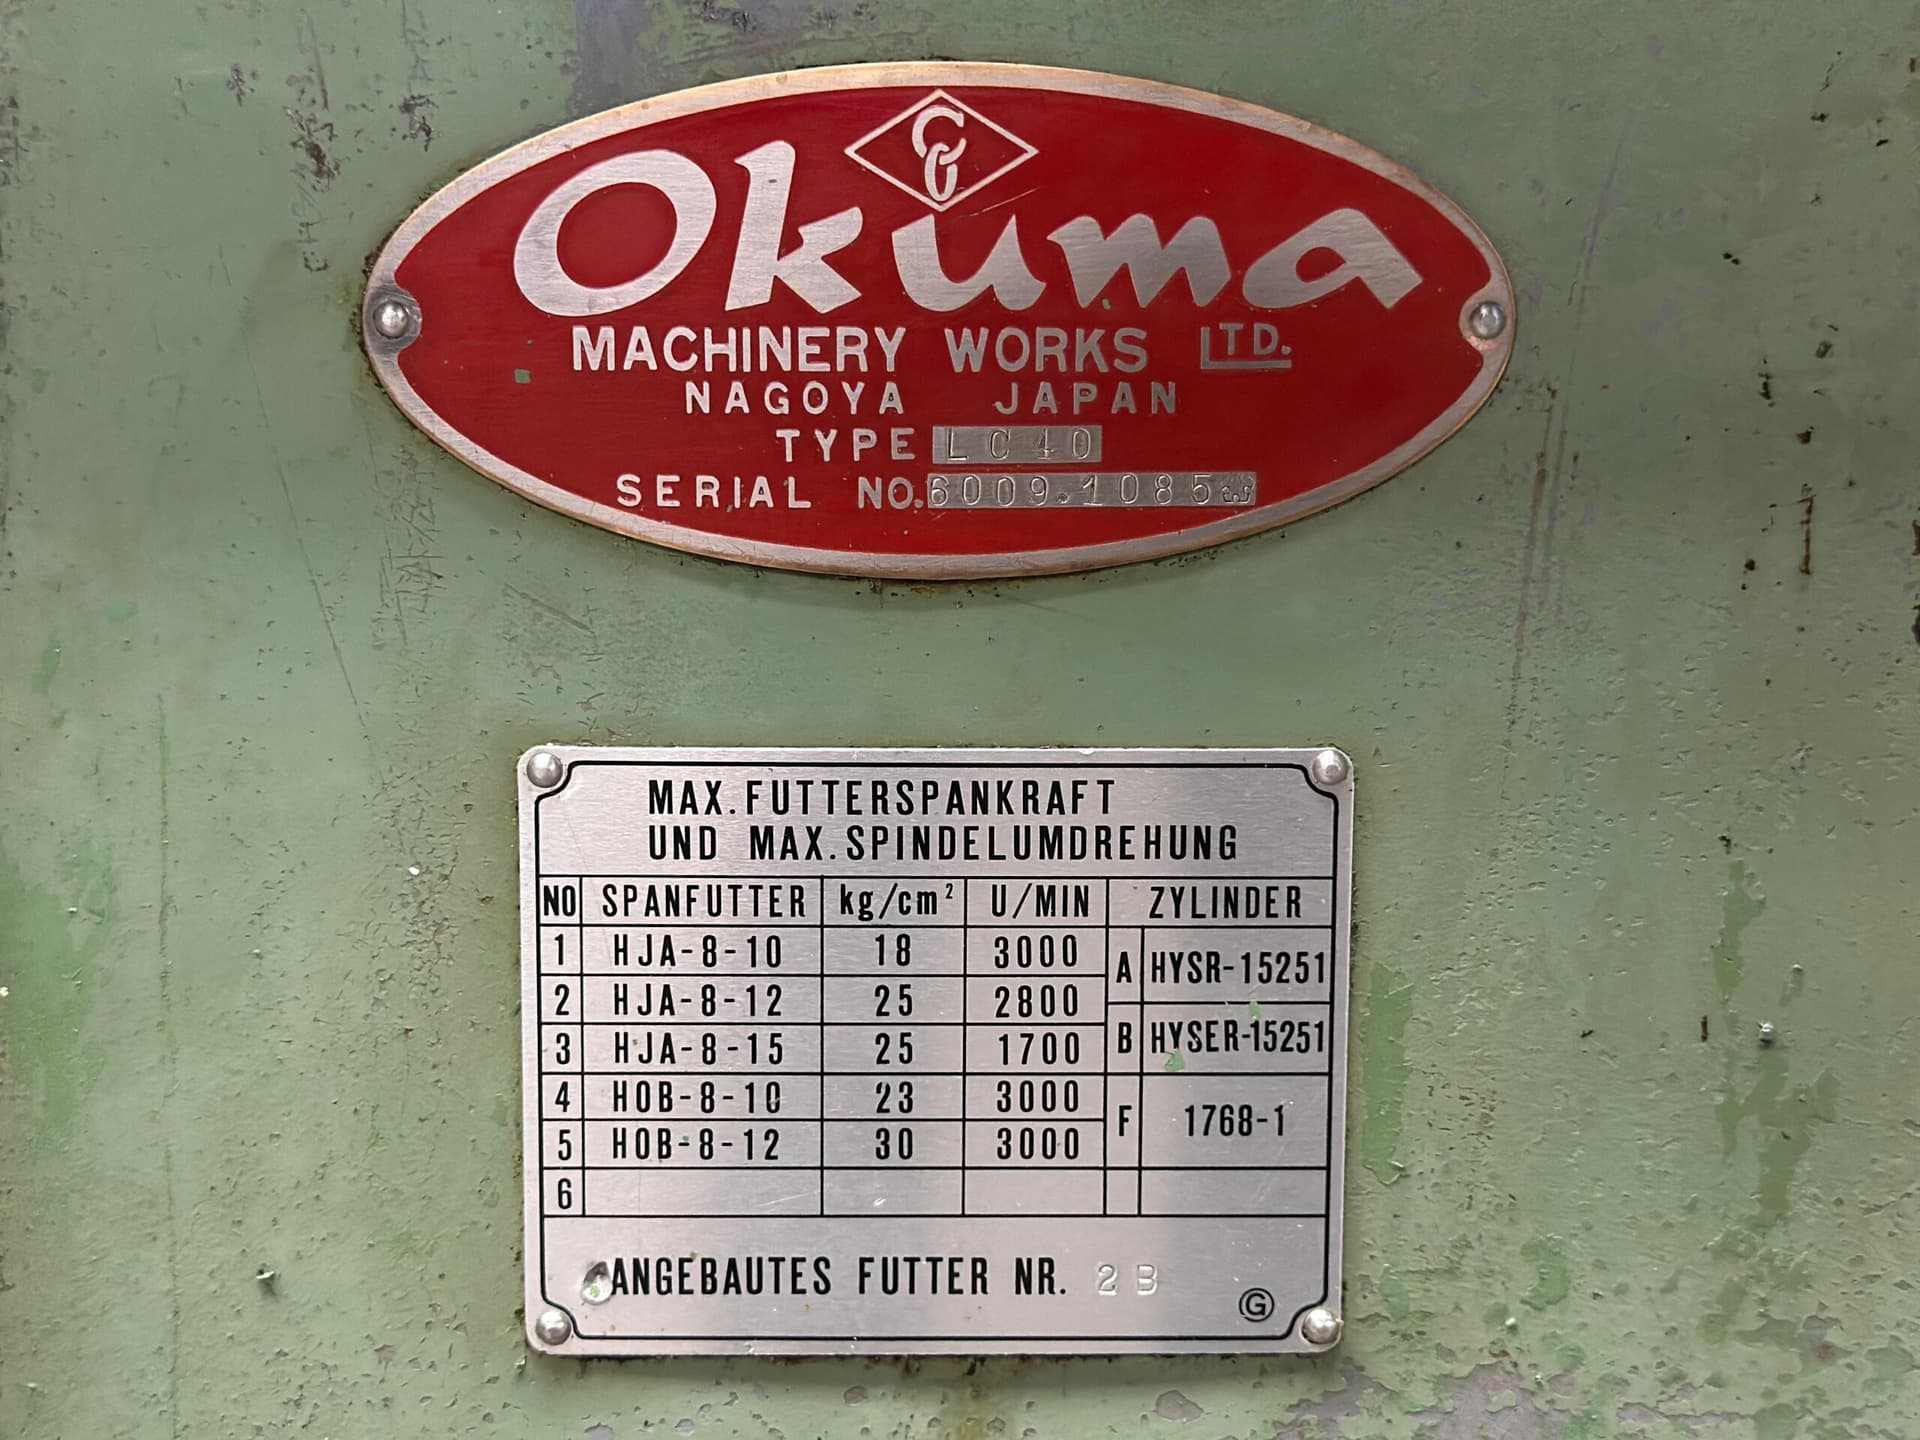 Okuma
MACHINERY WORKS LTD.
NAGOYA JAPAN
TYPE LC40
SERIAL NO. 6009.1085
MAX. FUTTERSPANKRAFT
UND MAX. SPINDELUMDREHUNG
NO SPANFUTTER kg/cm² U/MIN ZYLINDER
1 HJA-8-10 18 3000 A HYSR-15251
2 HJA-8-12 25 2800
3 HJA-8-15 25 1700 B HYSER-15251
4 HOB-8-10 23 3000 F 1768-1
5 HOB-8-12 30 3000
6
ANGEBAUTES FUTTER NR. 2B
G